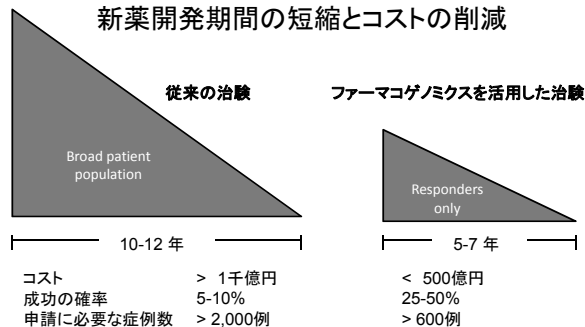 新薬開発期間の短縮とコストの削減
従来の治験
ファーマコゲノミクスを活用した治験
Broad patient
population
Responders
only
10-12 年
5-7 年
コスト > 1千億円 < 500億円
成功の確率 5-10% 25-50%
申請に必要な症例数 > 2,000例 > 600例